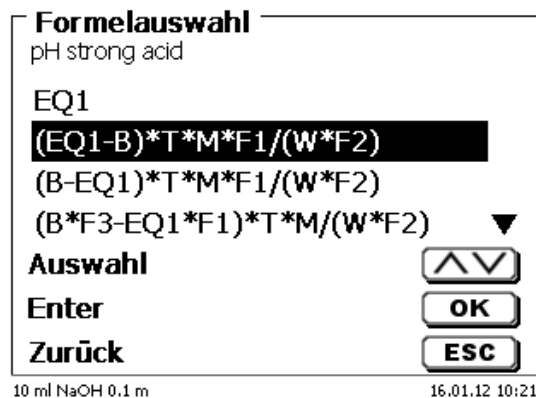 Formelauswahl
pH strong acid
EQ1
(EQ1-B)*T*M*F1/(W*F2)
(B-EQ1)*T*M*F1/(W*F2)
(B*F3-EQ1*F1)*T*M/(W*F2)
Auswahl
Enter OK
Zurück ESC
10 ml NaOH 0.1 m 16.01.12 10:21